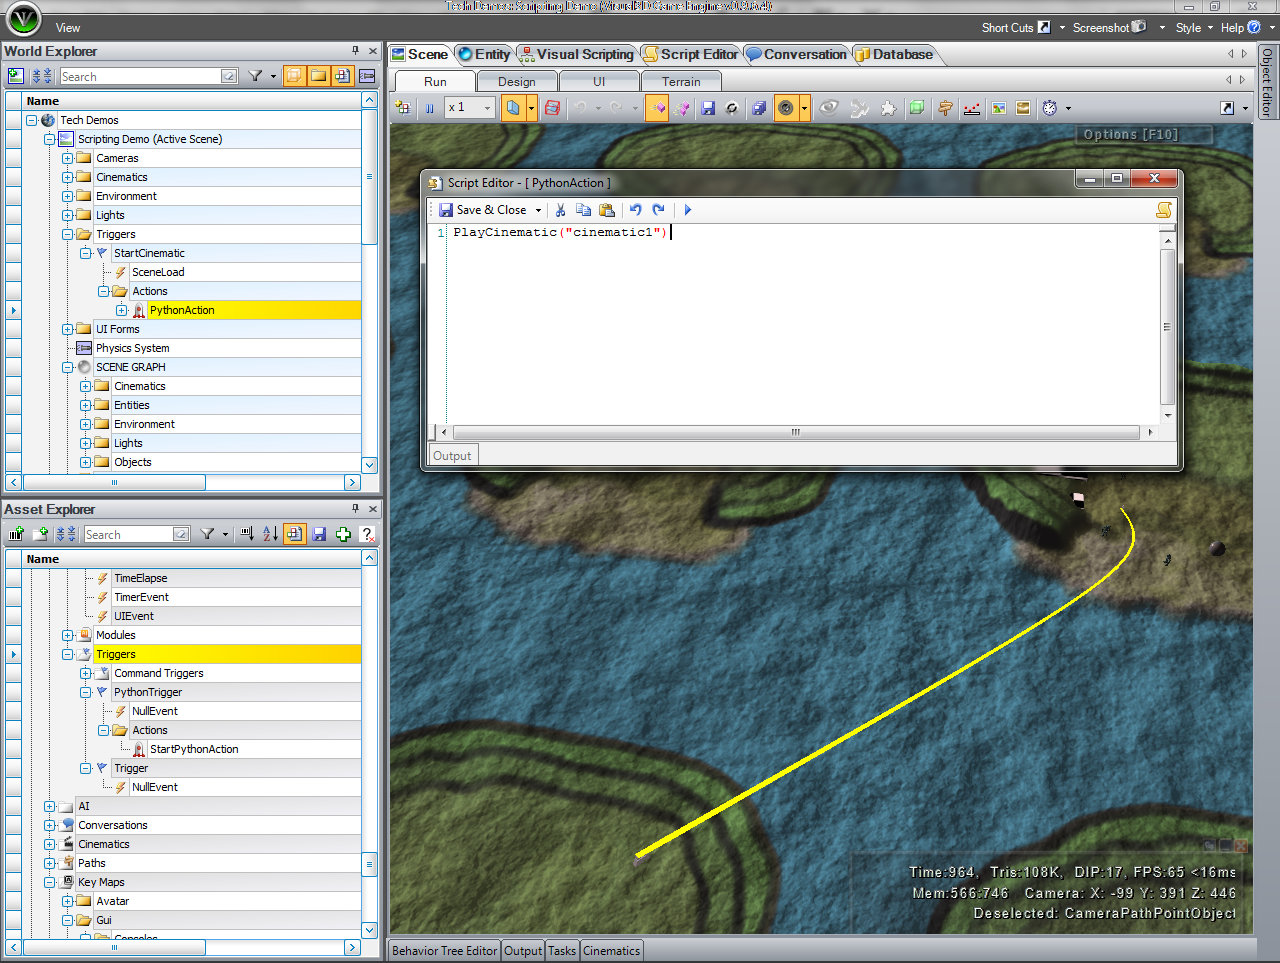 Tech Demos: Scripting Demo (Visual3D Game Engine v0.9.6.4)
View
Short Cuts
Screenshot
Style
Help
World Explorer
Search
Name
Tech Demos
Scripting Demo (Active Scene)
Cameras
Cinematics
Environment
Lights
Triggers
StartCinematic
SceneLoad
Actions
PythonAction
UI Forms
Physics System
SCENE GRAPH
Cinematics
Entities
Environment
Lights
Objects
Asset Explorer
Search
Name
TimeElapse
TimerEvent
UIEvent
Modules
Triggers
Command Triggers
PythonTrigger
NullEvent
Actions
StartPythonAction
Trigger
NullEvent
AI
Conversations
Cinematics
Paths
Key Maps
Avatar
Gui
Consoles
Scene
Entity
Visual Scripting
Script Editor
Conversation
Database
Run
Design
UI
Terrain
x 1
Object Editor
Options [F10]
Script Editor - [ PythonAction ]
Save & Close
1 PlayCinematic("cinematic1")
Output
Time:964, Tris:108K, DIP:17, FPS:65 <16ms
Mem:566:746 Camera: X: -99 Y: 391 Z: 446
Deselected: CameraPathPointObject
Behavior Tree Editor
Output
Tasks
Cinematics